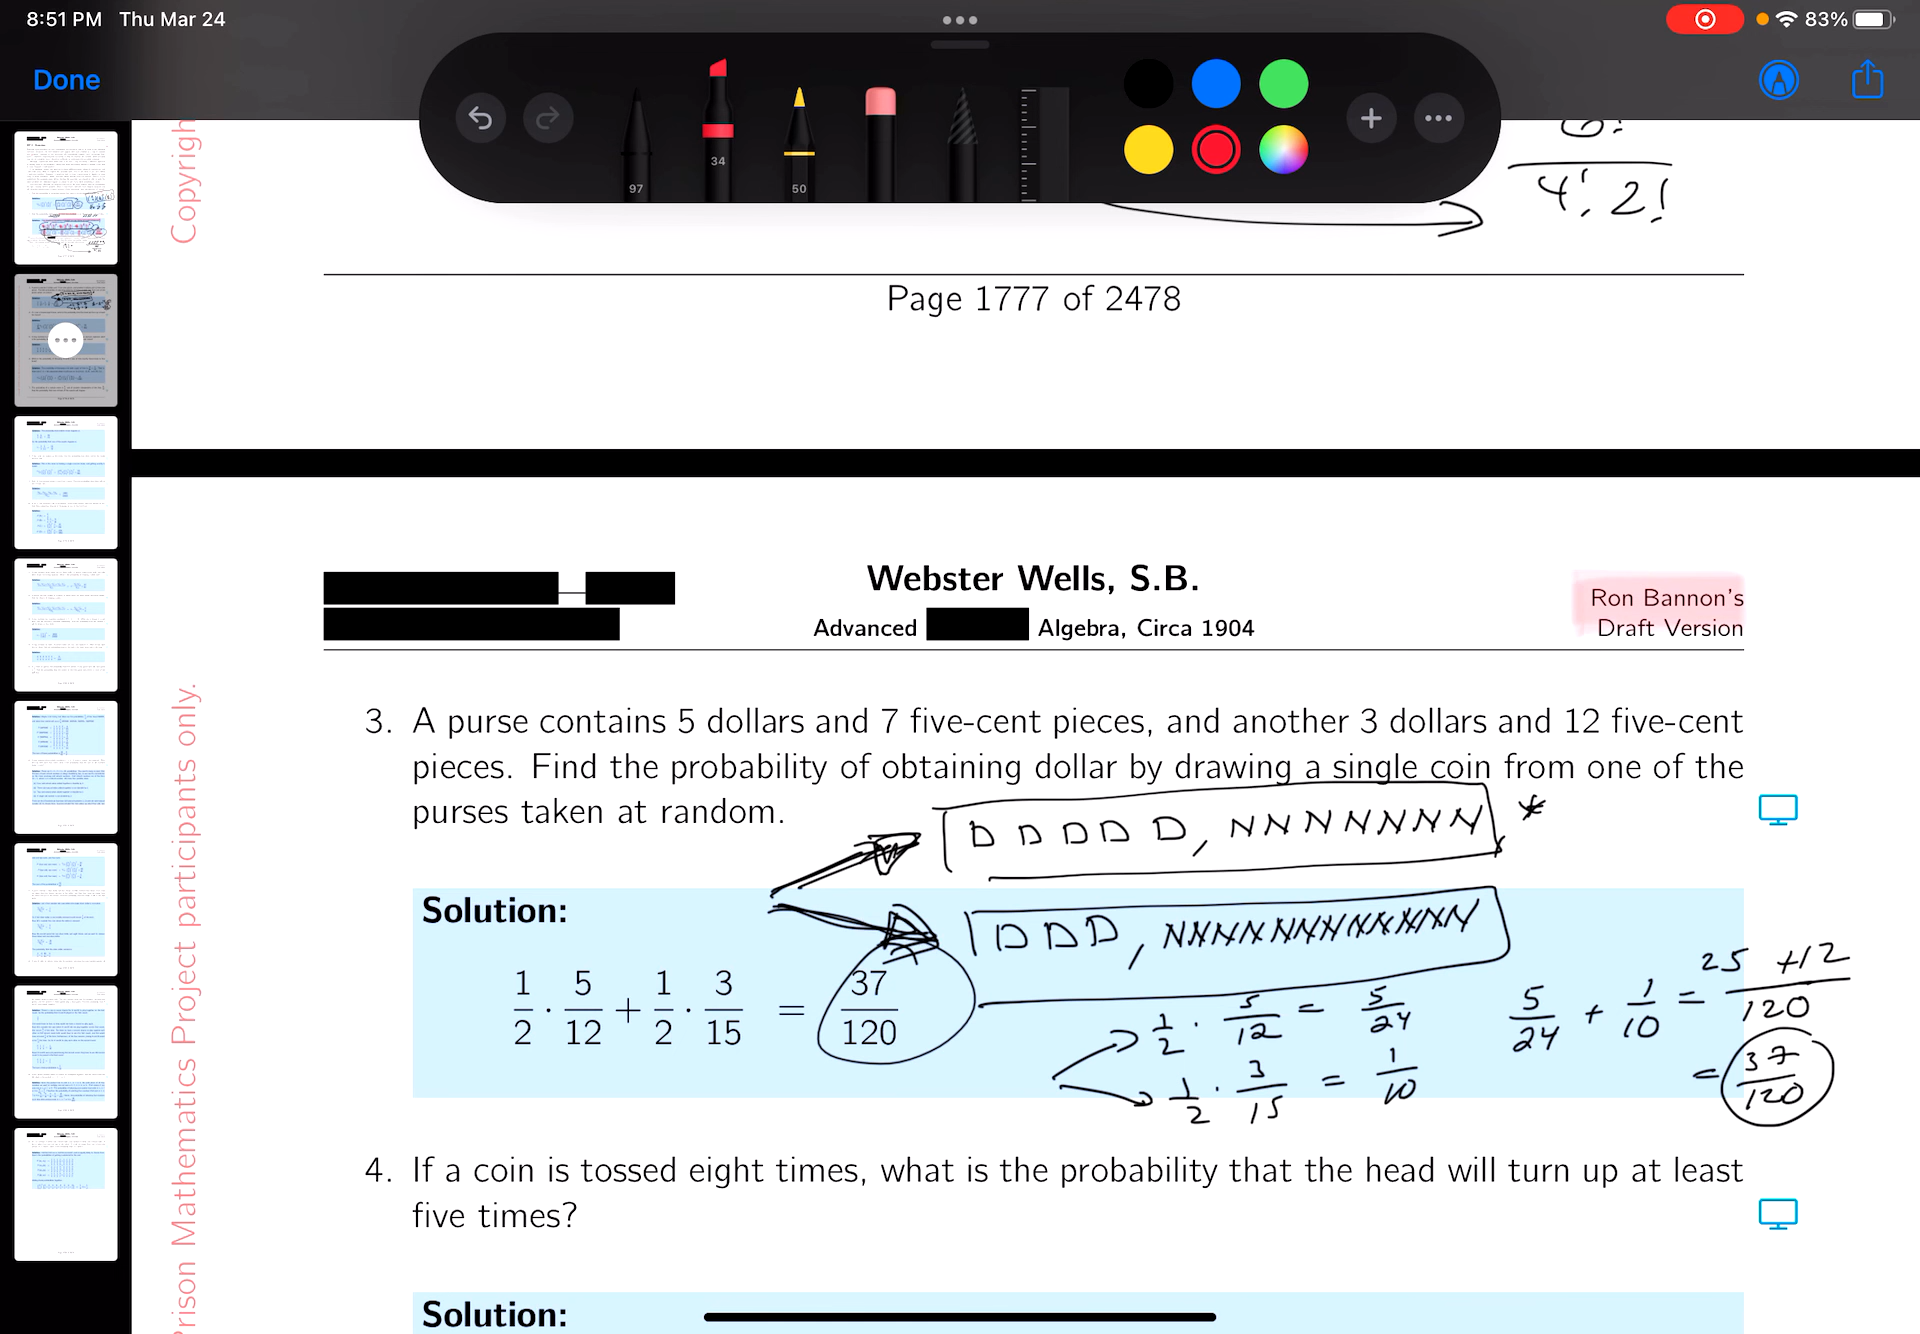 8:51 PM Thu Mar 24
83%
Done
97
34
50
6!
4! 2!
Copyrigh
Page 1777 of 2478
Webster Wells, S.B.
Advanced Algebra, Circa 1904
Ron Bannon's
Draft Version
Prison Mathematics Project participants only.
3. A purse contains 5 dollars and 7 five-cent pieces, and another 3 dollars and 12 five-cent
pieces. Find the probability of obtaining dollar by drawing a single coin from one of the
purses taken at random.
D D D D D, N N N N N N N *
Solution:
D D D, N N N N N N N N N N N N
1/2 · 5/12 + 1/2 · 3/15 = 37/120
1/2 · 5/12 = 5/24
1/2 · 3/15 = 1/10
5/24 + 1/10 = 25 + 12 / 120
= 37/120
4. If a coin is tossed eight times, what is the probability that the head will turn up at least
five times?
Solution: